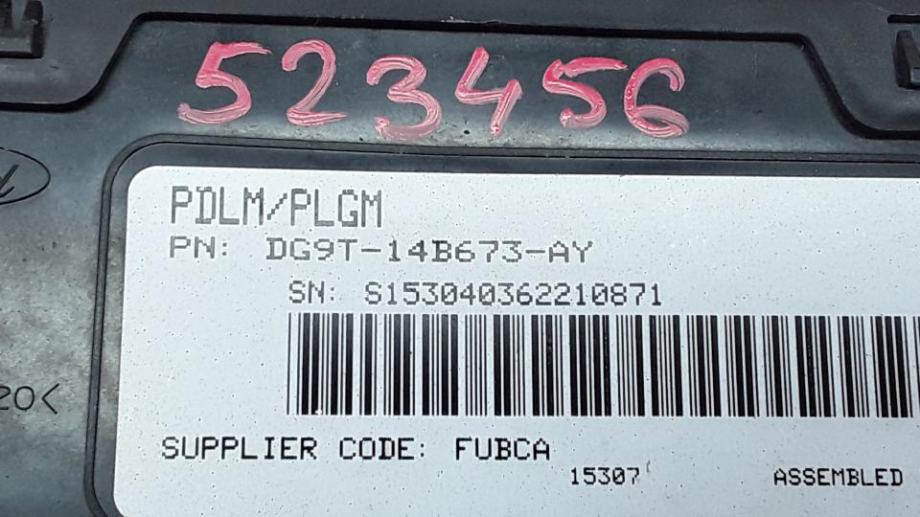 523456
PDLM/PLGM
PN: DG9T-14B673-AY
SN: S153040362210871
20<
SUPPLIER CODE: FUBCA
15307
ASSEMBLED